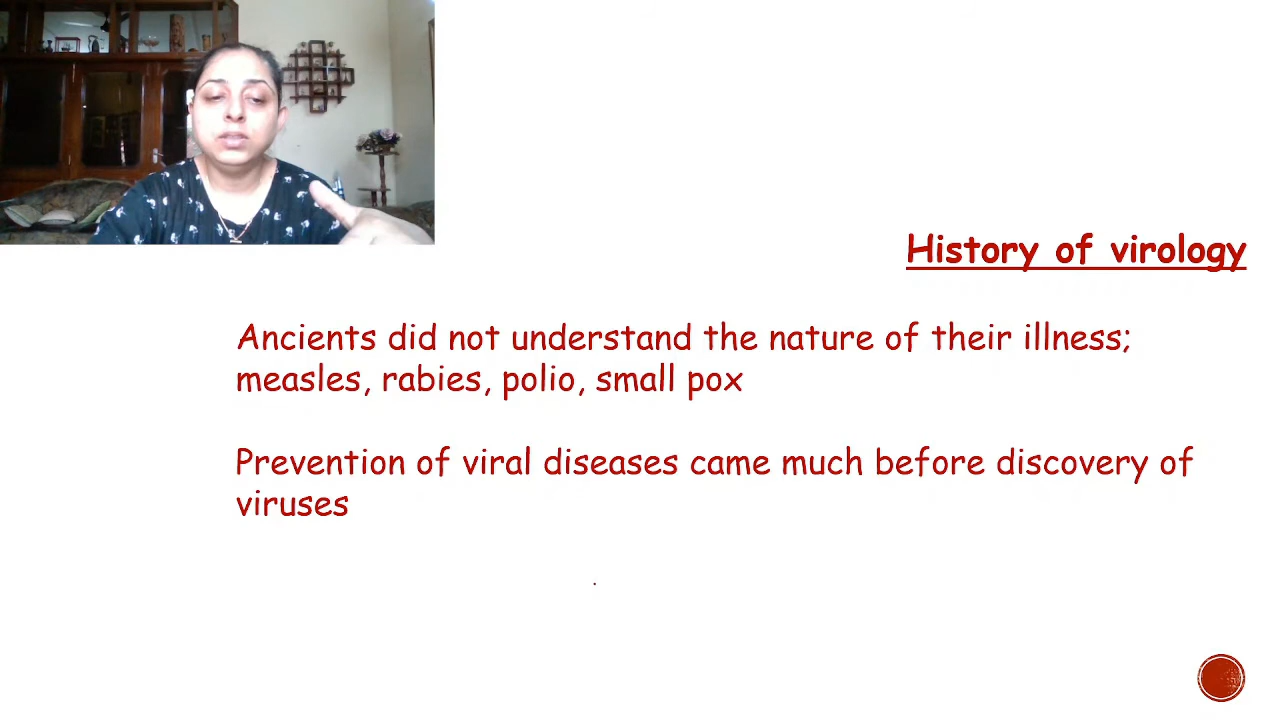 History of virology
Ancients did not understand the nature of their illness;
measles, rabies, polio, small pox
Prevention of viral diseases came much before discovery of
viruses